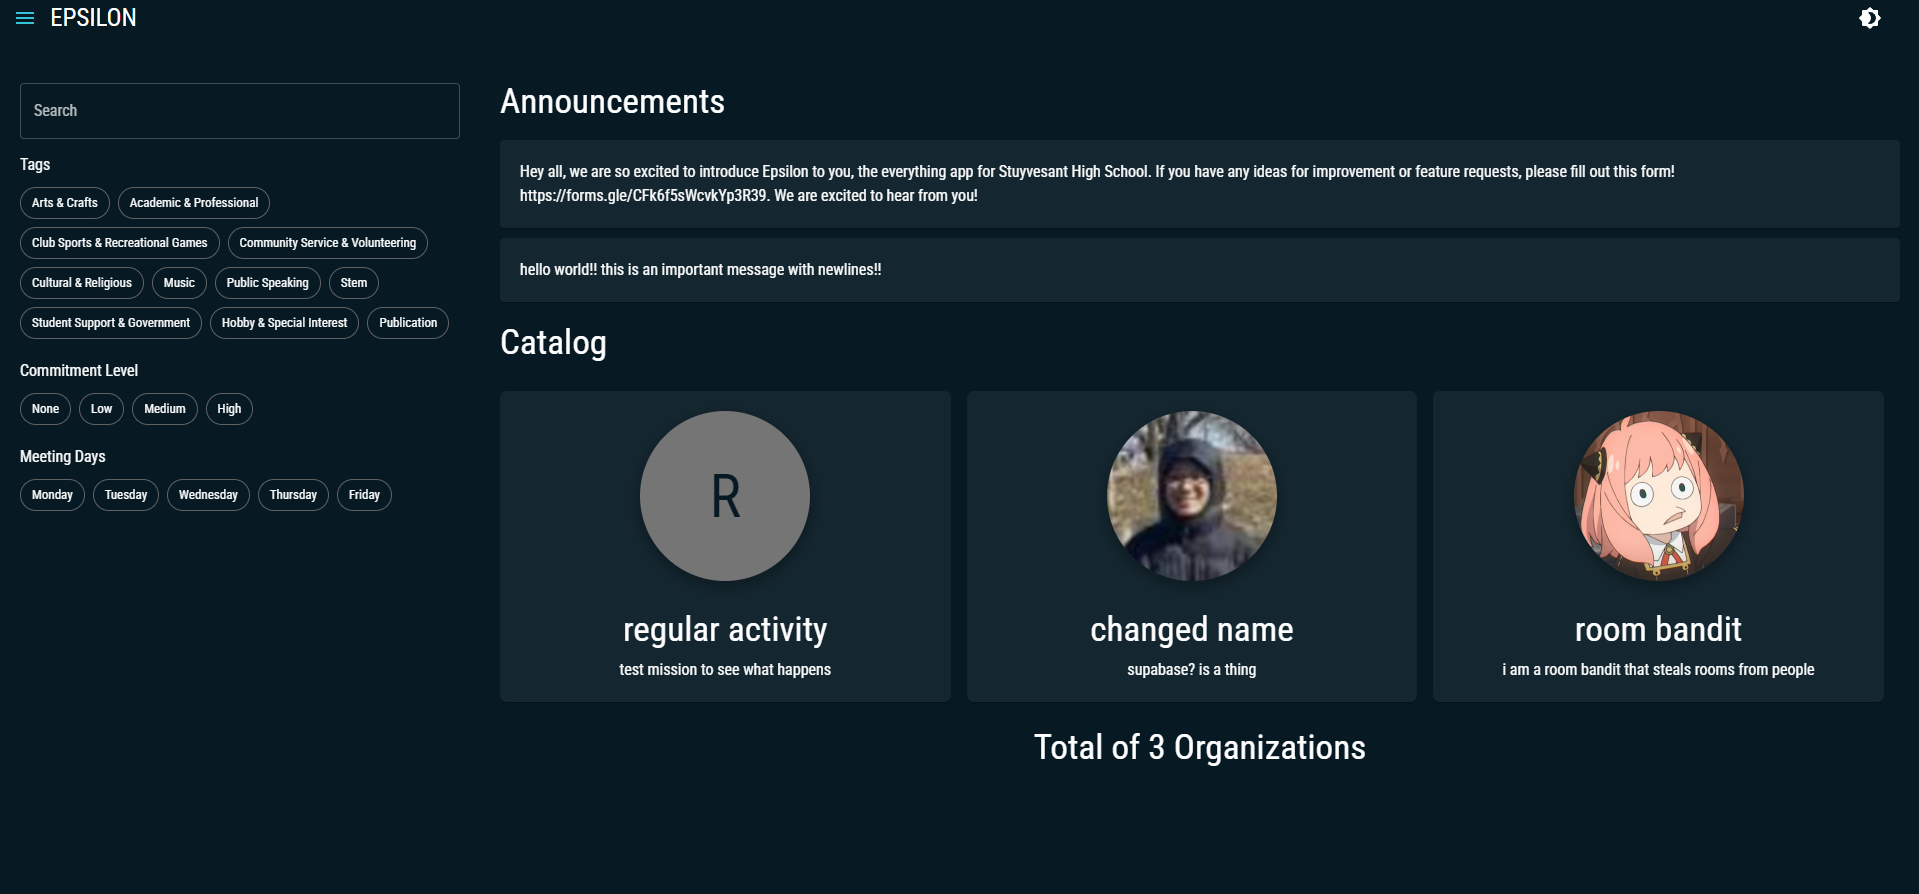 EPSILON
Search
Tags
Arts & Crafts
Academic & Professional
Club Sports & Recreational Games
Community Service & Volunteering
Cultural & Religious
Music
Public Speaking
Stem
Student Support & Government
Hobby & Special Interest
Publication
Commitment Level
None
Low
Medium
High
Meeting Days
Monday
Tuesday
Wednesday
Thursday
Friday
Announcements
Hey all, we are so excited to introduce Epsilon to you, the everything app for Stuyvesant High School. If you have any ideas for improvement or feature requests, please fill out this form!
https://forms.gle/CFk6f5sWcvkYp3R39. We are excited to hear from you!
hello world!! this is an important message with newlines!!
Catalog
R
regular activity
test mission to see what happens
changed name
supabase? is a thing
room bandit
i am a room bandit that steals rooms from people
Total of 3 Organizations